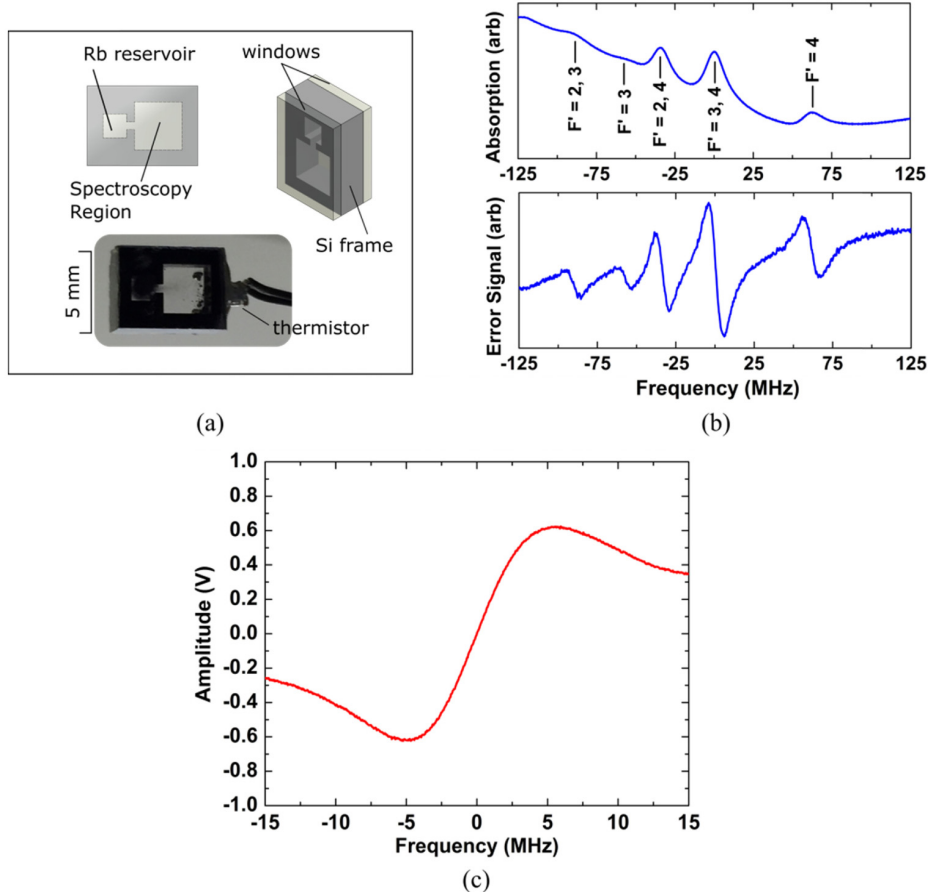 Rb reservoir
windows
Spectroscopy
Region
Si frame
5 mm
thermistor
(a)
Absorption (arb)
F' = 2, 3
F' = 3
F' = 2, 4
F' = 3, 4
F' = 4
-125 -75 -25 25 75 125
Error Signal (arb)
-125 -75 -25 25 75 125
Frequency (MHz)
(b)
Amplitude (V)
1.0
0.8
0.6
0.4
0.2
0.0
-0.2
-0.4
-0.6
-0.8
-1.0
-15 -10 -5 0 5 10 15
Frequency (MHz)
(c)